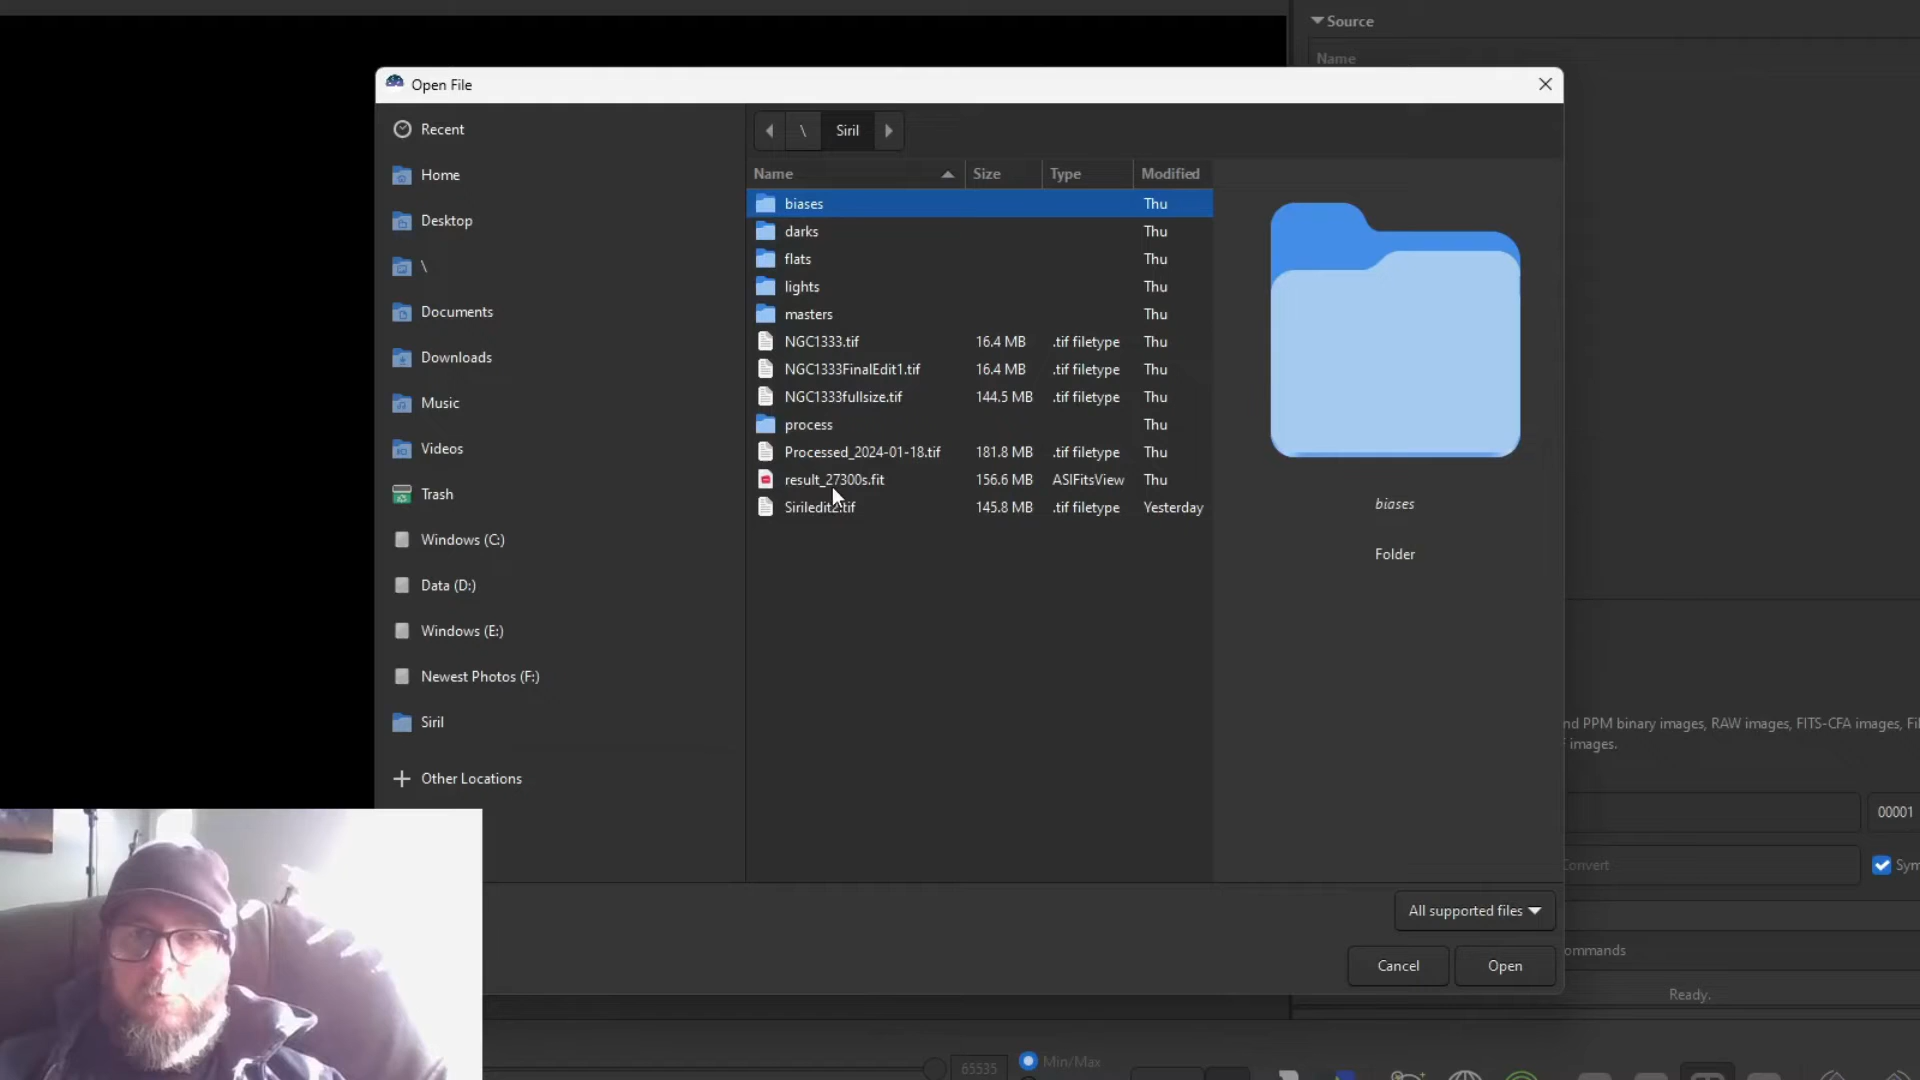 Source
Name
Open File
Recent
Home
Desktop
\
Documents
Downloads
Music
Videos
Trash
Windows (C:)
Data (D:)
Windows (E:)
Newest Photos (F:)
Siril
Other Locations
\ Siril
Name Size Type Modified
biases Thu
darks Thu
flats Thu
lights Thu
masters Thu
NGC1333.tif 16.4 MB .tif filetype Thu
NGC1333FinalEdit1.tif 16.4 MB .tif filetype Thu
NGC1333fullsize.tif 144.5 MB .tif filetype Thu
process Thu
Processed_2024-01-18.tif 181.8 MB .tif filetype Thu
result_27300s.fit 156.6 MB ASIFitsView Thu
Siriledit2.tif 145.8 MB .tif filetype Yesterday
biases
Folder
nd PPM binary images, RAW images, FITS-CFA images, Fil
images.
00001
Convert
Sym
All supported files
ommands
Cancel Open
Ready.
65535 Min/Max